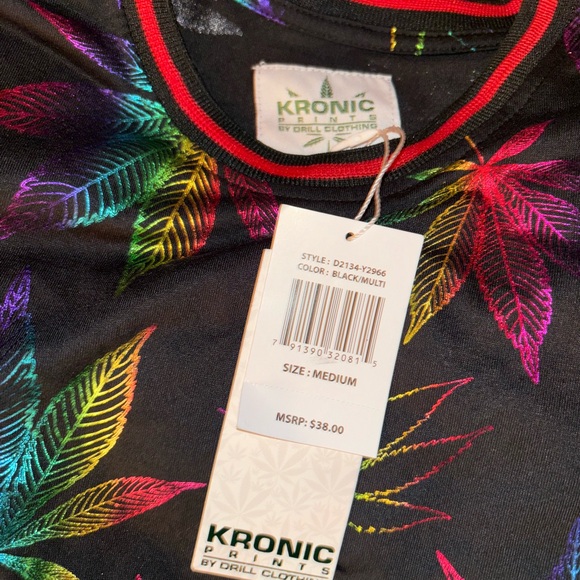 KRONIC
PRINTS
BY DRILL CLOTHING
STYLE : D2134-Y2966
COLOR : BLACK/MULTI
7 91390 32081 5
SIZE : MEDIUM
MSRP: $38.00
KRONIC
PRINTS
BY DRILL CLOTHING